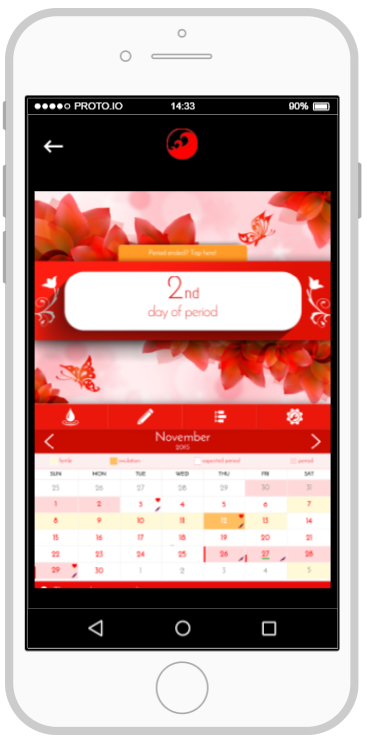 PROTO.IO 14:33 90%
Period ended? Tap here!
2nd
day of period
November
2015
fertile ovulation expected period period
SUN MON TUE WED THU FRI SAT
25 26 27 28 29 30 31
1 2 3 4 5 6 7
8 9 10 11 12 13 14
15 16 17 18 19 20 21
22 23 24 25 26 27 28
29 30 1 2 3 4 5